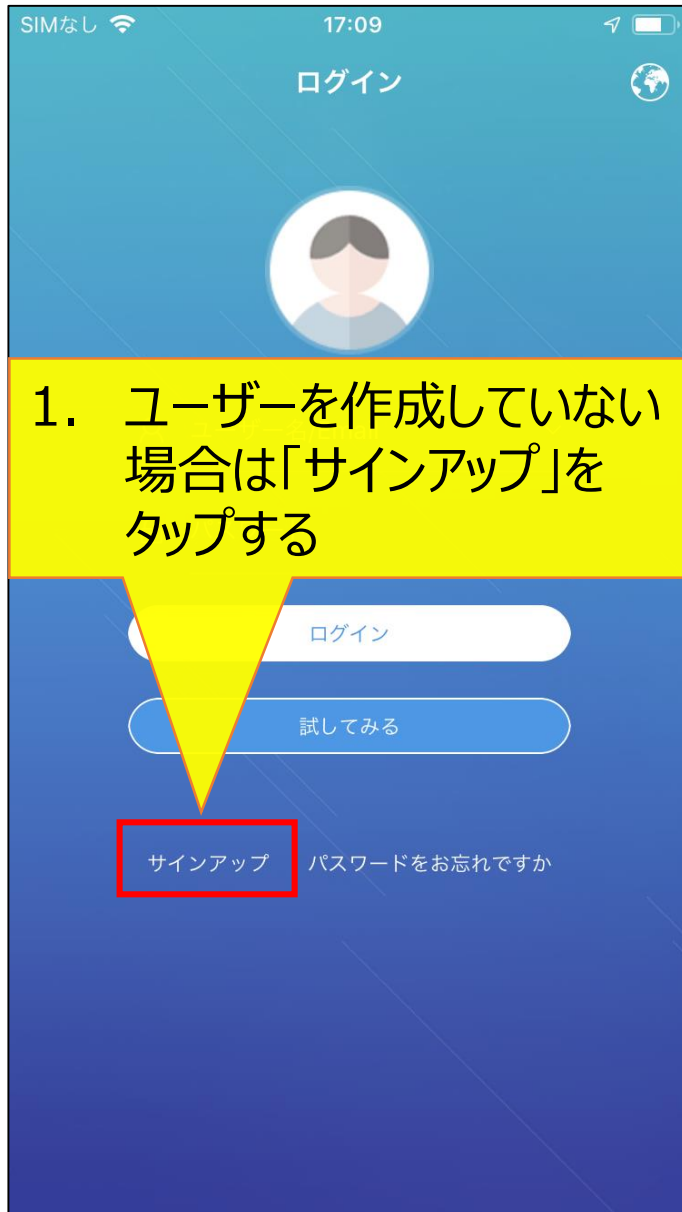 SIMなし 17:09
ログイン
1. ユーザーを作成していない
場合は「サインアップ」を
タップする
ログイン
試してみる
サインアップ パスワードをお忘れですか